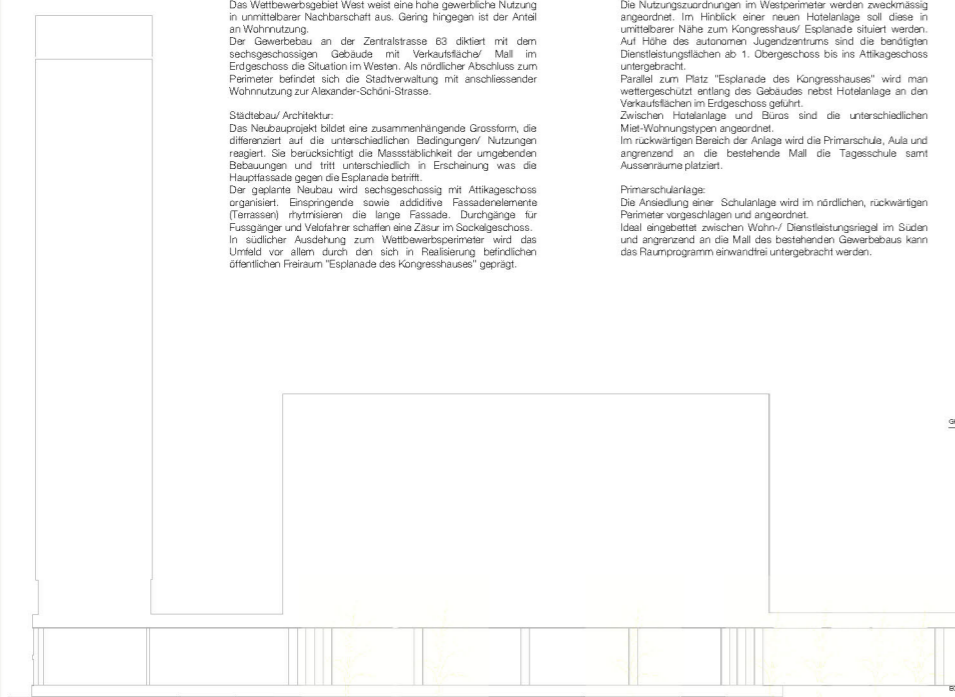 Das Wettbewerbsgebiet West weist eine hohe gewerbliche Nutzung
in unmittelbarer Nachbarschaft aus. Gering hingegen ist der Anteil
an Wohnnutzung.
Der Gewerbebau an der Zentralstrasse 63 diktiert mit dem
sechsgeschossigen Gebäude mit Verkaufsfläche/ Mall im
Erdgeschoss die Situation im Westen. Als nördlicher Abschluss zum
Perimeter befindet sich die Stadtverwaltung mit anschliessender
Wohnnutzung zur Alexander-Schöni-Strasse.
Städtebau/ Architektur:
Das Neubauprojekt bildet eine zusammenhängende Grossform, die
differenziert auf die unterschiedlichen Bedingungen/ Nutzungen
reagiert. Sie berücksichtigt die Massstäblichkeit der umgebenden
Bebauungen und tritt unterschiedlich in Erscheinung was die
Hauptfassade gegen die Esplanade betrifft.
Der geplante Neubau wird sechsgeschossig mit Attikageschoss
organisiert. Einspringende sowie addiditive Fassadenelemente
(Terrassen) rhytmisieren die lange Fassade. Durchgänge für
Fussgänger und Velofahrer schaffen eine Zäsur im Sockelgeschoss.
In südlicher Ausdehung zum Wettbewerbsperimeter wird das
Umfeld vor allem durch den sich in Realisierung befindlichen
öffentlichen Freiraum "Esplanade des Kongresshauses" geprägt.
Die Nutzungszuordnungen im Westperimeter werden zweckmässig
angeordnet. Im Hinblick einer neuen Hotelanlage soll diese in
umittelbarer Nähe zum Kongresshaus/ Esplanade situiert werden.
Auf Höhe des autonomen Jugendzentrums sind die benötigten
Dienstleistungsflächen ab 1. Obergeschoss bis ins Attikageschoss
untergebracht.
Parallel zum Platz "Esplanade des Kongresshauses" wird man
wettergeschützt entlang des Gebäudes nebst Hotelanlage an den
Verkaufsflächen im Erdgeschoss geführt.
Zwischen Hotelanlage und Büros sind die unterschiedlichen
Miet-Wohnungstypen angeordnet.
Im rückwärtigen Bereich der Anlage wird die Primarschule, Aula und
angrenzend an die bestehende Mall die Tagesschule samt
Aussenräume platziert.
Primarschulanlage:
Die Ansiedlung einer Schulanlage wird im nördlichen, rückwärtigen
Perimeter vorgeschlagen und angeordnet.
Ideal eingebettet zwischen Wohn-/ Dienstleistungsriegel im Süden
und angrenzend an die Mall des bestehenden Gewerbebaus kann
das Raumprogramm einwandfrei untergebracht werden.